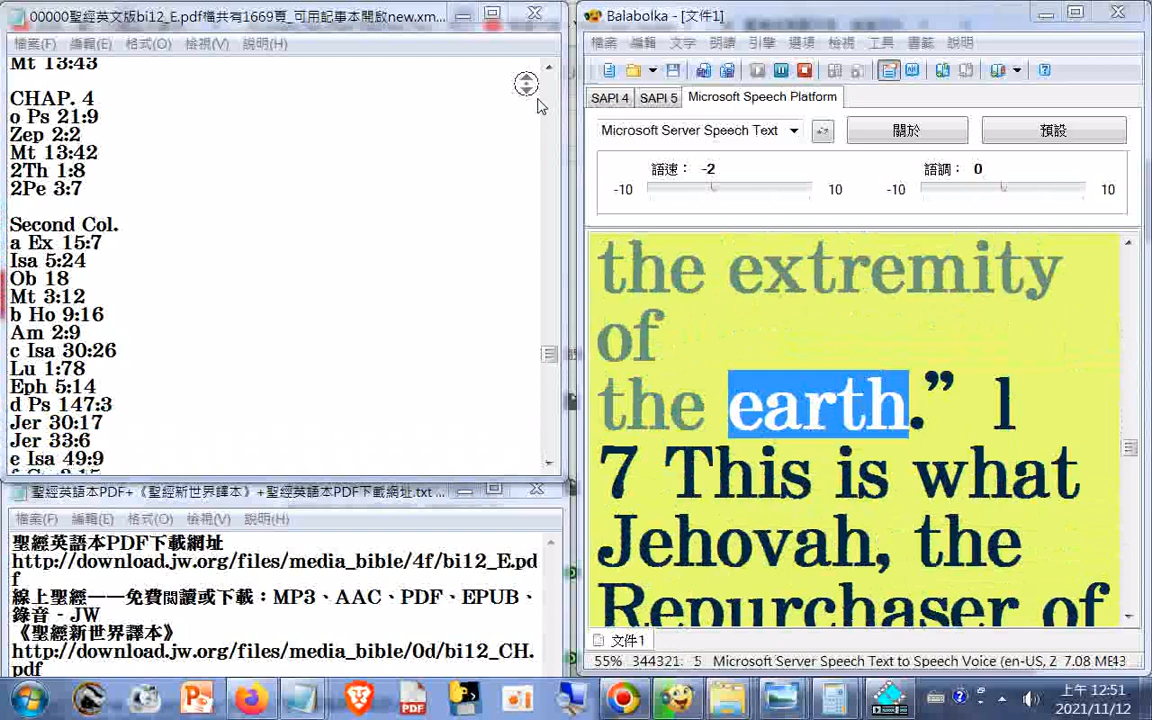 00000聖經英文版bi12_E.pdf檔共有1669頁_可用記事本開啟new.xm...
檔案(F) 編輯(E) 格式(O) 檢視(V) 說明(H)
Mt 13:43
CHAP. 4
o Ps 21:9
Zep 2:2
Mt 13:42
2Th 1:8
2Pe 3:7
Second Col.
a Ex 15:7
Isa 5:24
Ob 18
Mt 3:12
b Ho 9:16
Am 2:9
c Isa 30:26
Lu 1:78
Eph 5:14
d Ps 147:3
Jer 30:17
Jer 33:6
e Isa 49:9
聖經英語本PDF+《聖經新世界譯本》+聖經英語本PDF下載網址.txt ...
檔案(F) 編輯(E) 格式(O) 檢視(V) 說明(H)
聖經英語本PDF下載網址
http://download.jw.org/files/media_bible/4f/bi12_E.pd
f
線上聖經——免費閱讀或下載：MP3、AAC、PDF、EPUB、
錄音 - JW
《聖經新世界譯本》
http://download.jw.org/files/media_bible/0d/bi12_CH.
pdf
Balabolka - [文件1]
檔案 編輯 文字 朗讀 引擎 選項 檢視 工具 書籤 說明
SAPI 4 SAPI 5 Microsoft Speech Platform
Microsoft Server Speech Text 關於 預設
語速： -2 語調： 0
-10 10 -10 10
the extremity
of
the earth.” 1
7 This is what
Jehovah, the
Repurchaser of
文件1
55% 344321: 5 Microsoft Server Speech Text to Speech Voice (en-US, 2 7.08 ME43
上午 12:51
2021/11/12